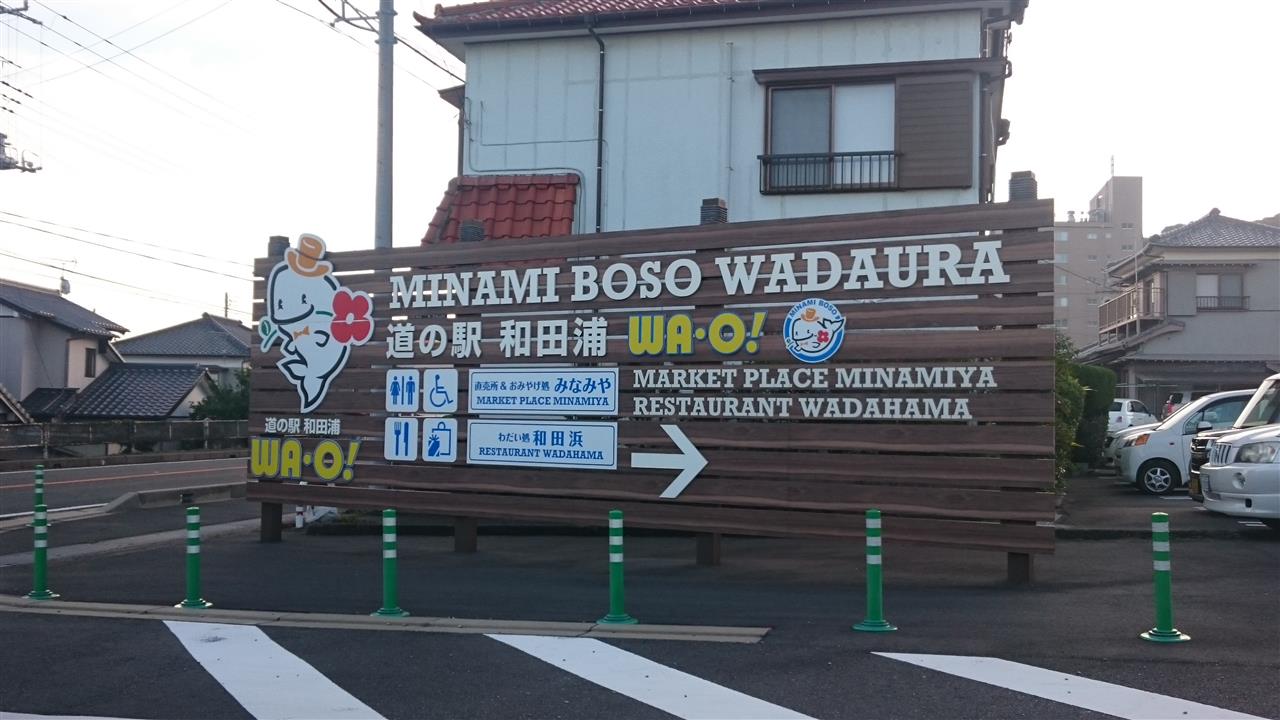 MINAMI BOSO WADAURA
道の駅 和田浦 WA・O!
MINAMI BOSO
直売所 & おみやげ処 みなみや
MARKET PLACE MINAMIYA
わだい処 和田浜
RESTAURANT WADAHAMA
MARKET PLACE MINAMIYA
RESTAURANT WADAHAMA
道の駅 和田浦
WA・O!